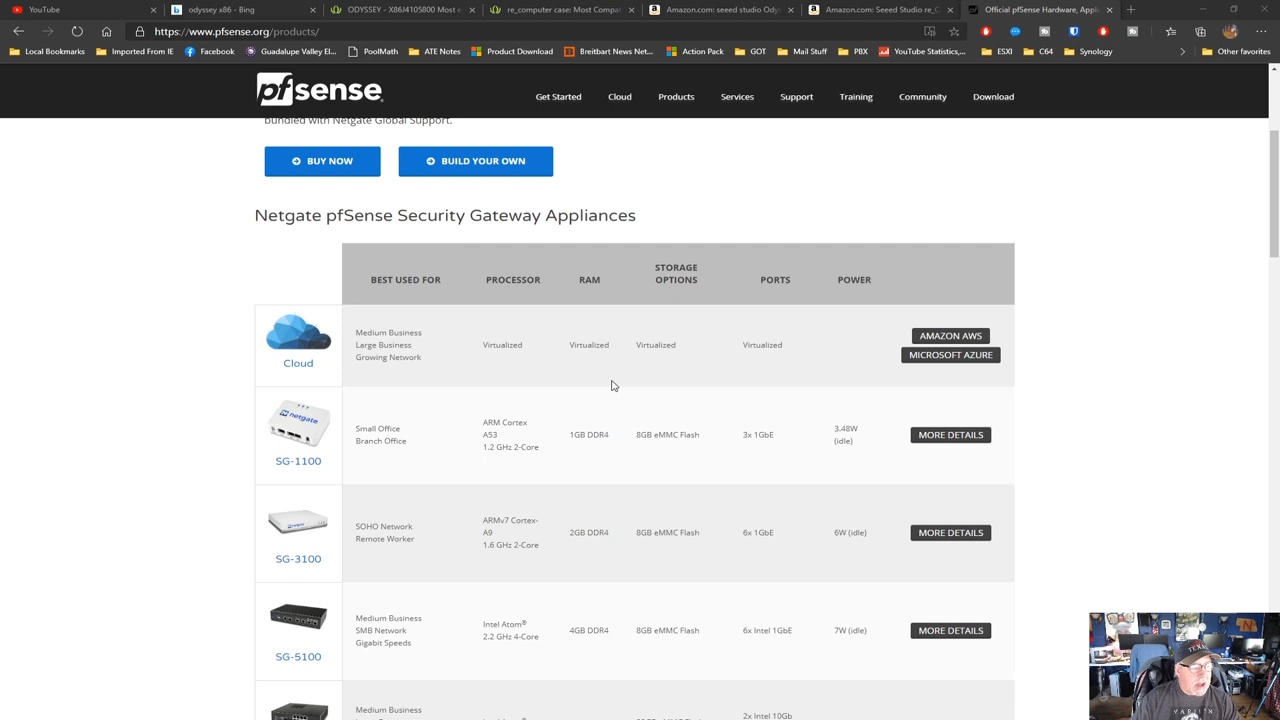 YouTube
odyssey x86 - Bing
ODYSSEY - X86J4105800 Most e
re_computer case: Most Compat
Amazon.com: seeed studio Ody
Amazon.com: Seeed Studio re_C
Official pfSense Hardware, Appli
https://www.pfsense.org/products/
Local Bookmarks
Imported From IE
Facebook
Guadalupe Valley El...
PoolMath
ATE Notes
Product Download
Breitbart News Net...
Action Pack
GOT
Mail Stuff
PBX
YouTube Statistics,...
ESXI
C64
Synology
Other favorites
pfsense
Get Started
Cloud
Products
Services
Support
Training
Community
Download
bundled with Netgate Global Support.
BUY NOW
BUILD YOUR OWN
Netgate pfSense Security Gateway Appliances
BEST USED FOR
PROCESSOR
RAM
STORAGE
OPTIONS
PORTS
POWER
Cloud
Medium Business
Large Business
Growing Network
Virtualized
Virtualized
Virtualized
Virtualized
AMAZON AWS
MICROSOFT AZURE
netgate
SG-1100
Small Office
Branch Office
ARM Cortex
A53
1.2 GHz 2-Core
1GB DDR4
8GB eMMC Flash
3x 1GbE
3.48W
(idle)
MORE DETAILS
netgate
SG-3100
SOHO Network
Remote Worker
ARMv7 Cortex-
A9
1.6 GHz 2-Core
2GB DDR4
8GB eMMC Flash
6x 1GbE
6W (idle)
MORE DETAILS
SG-5100
Medium Business
SMB Network
Gigabit Speeds
Intel Atom®
2.2 GHz 4-Core
4GB DDR4
8GB eMMC Flash
6x Intel 1GbE
7W (idle)
MORE DETAILS
Medium Business
2x Intel 10Gb
TEXAS